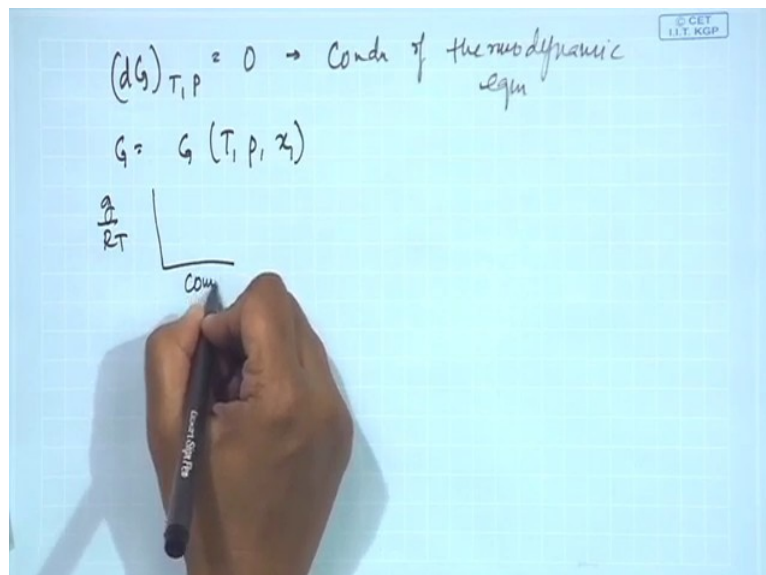 © CET
I.I.T. KGP
(dG)T,P = 0 → Condn of thermodynamic
eqm
G = G (T, P, x₁)
g/RT
Com